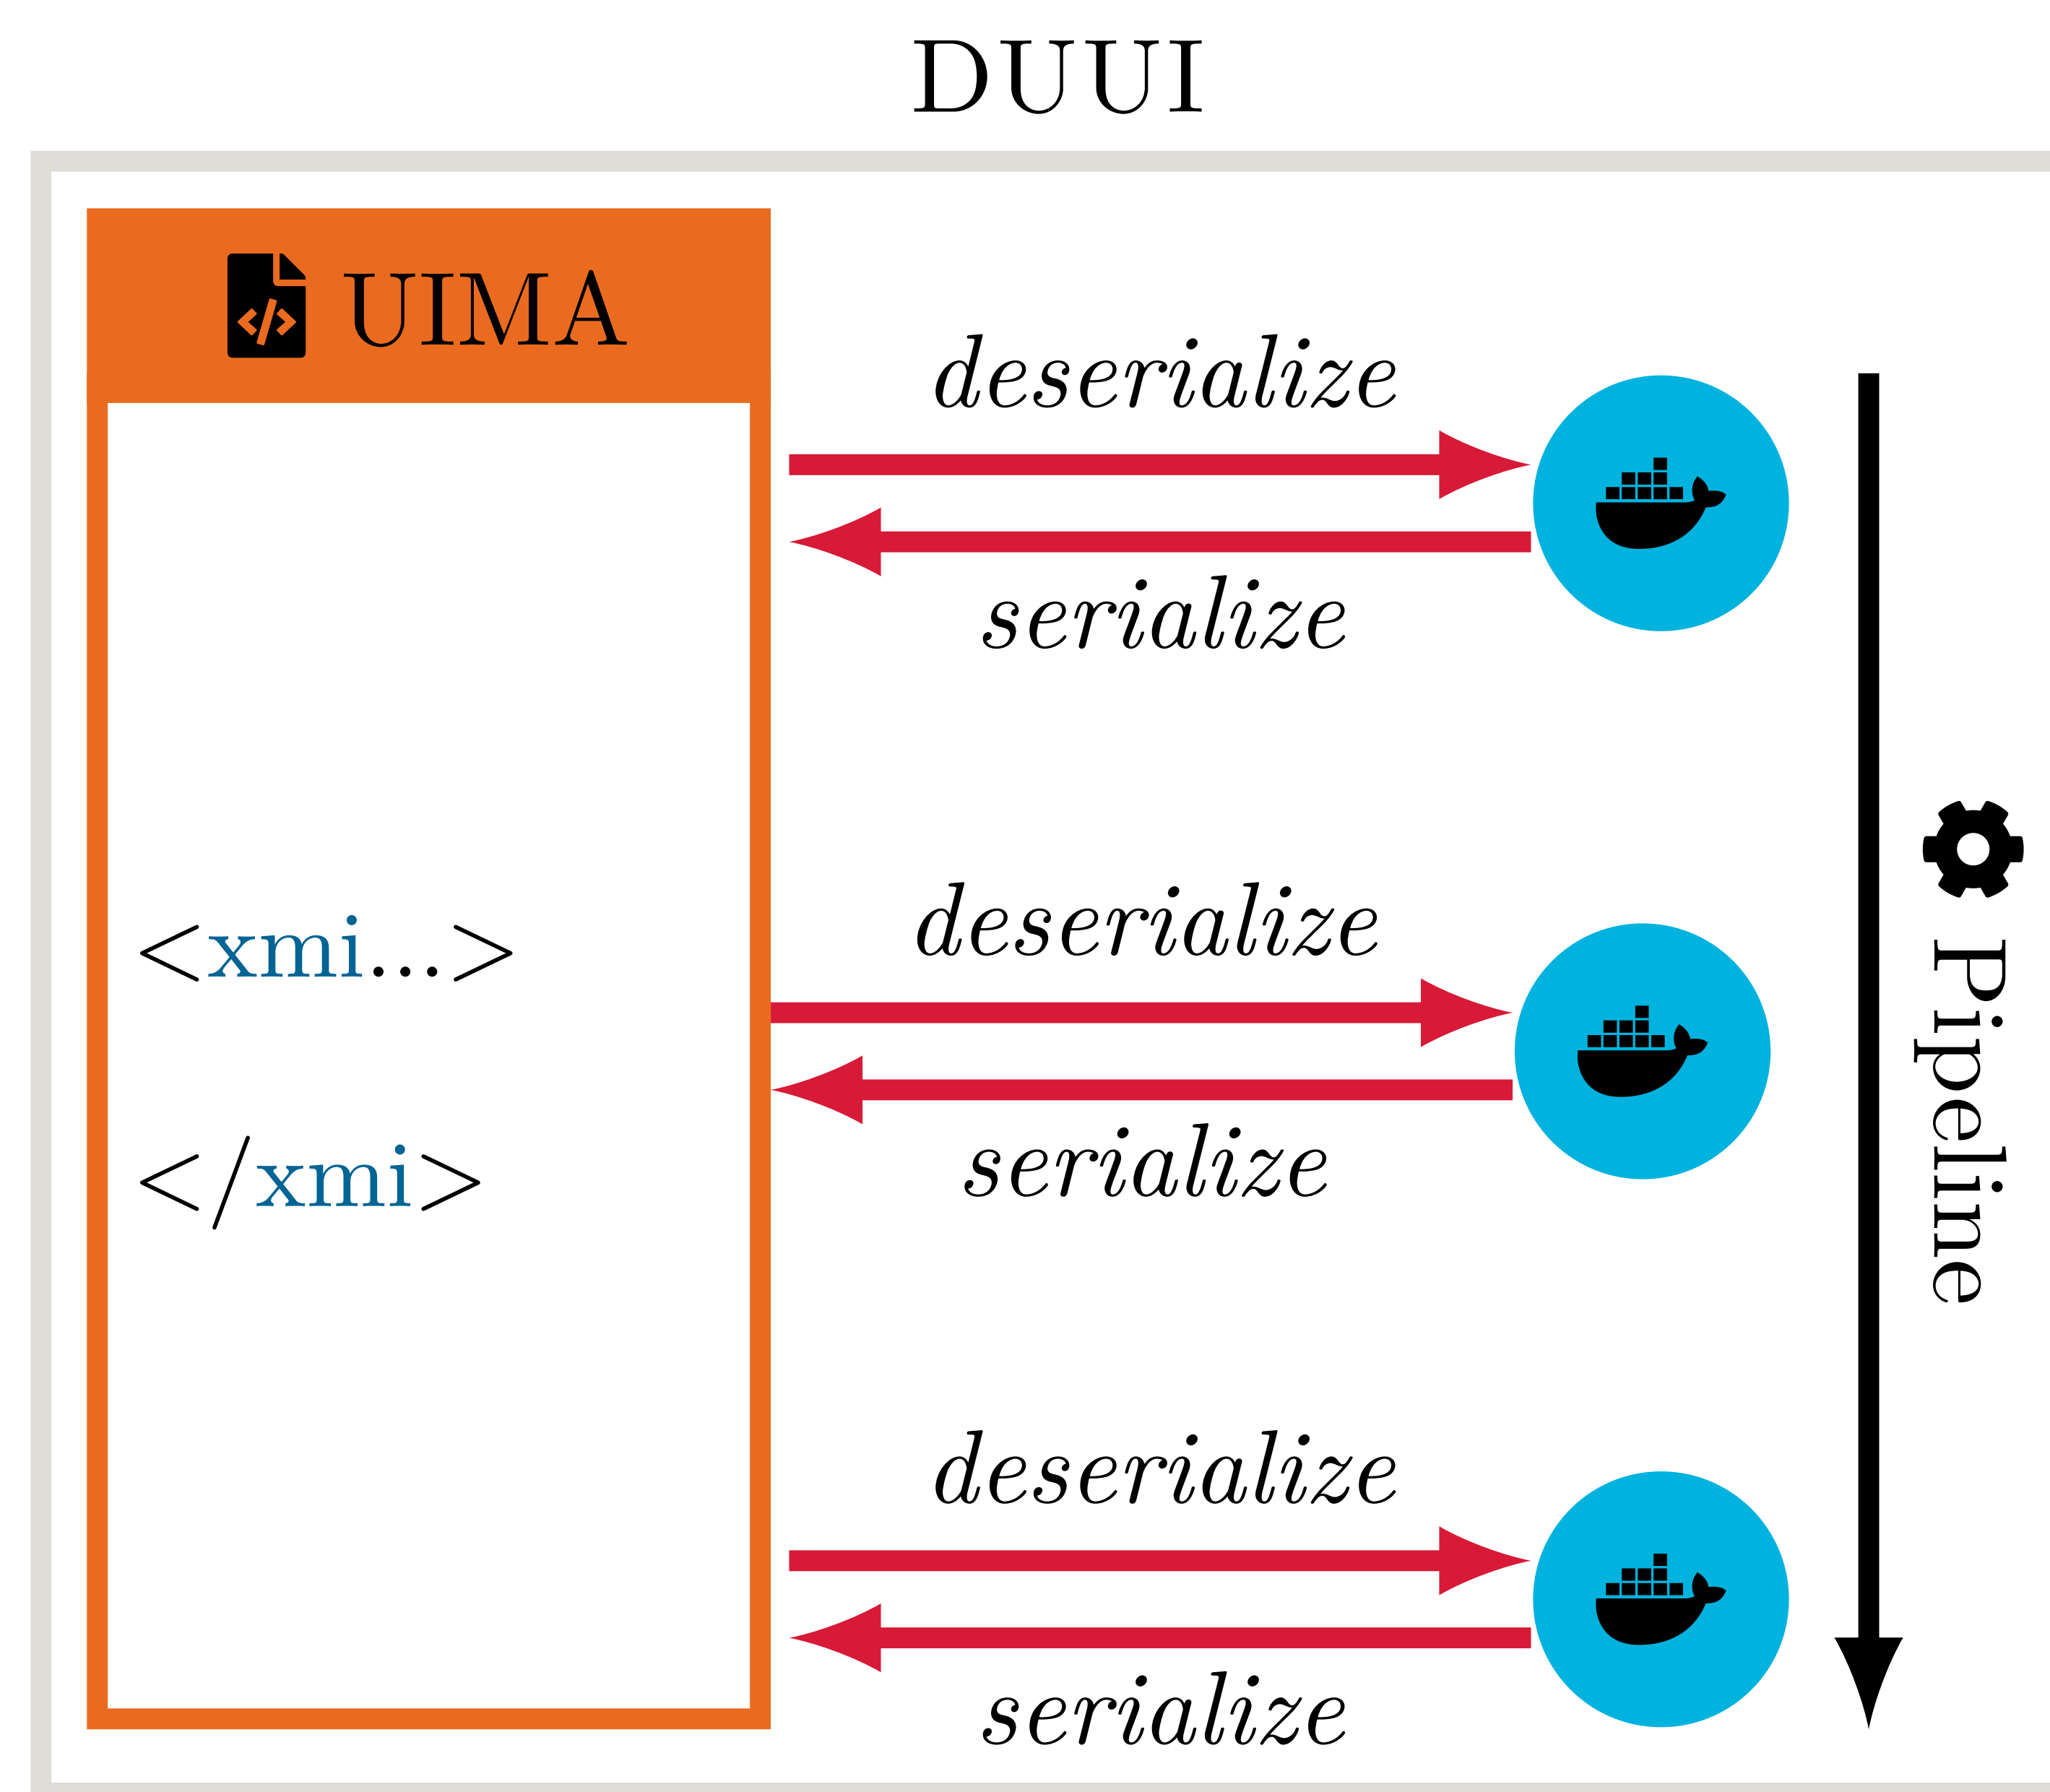 DUUI
UIMA
deserialize
serialize
<xmi...>
</xmi>
deserialize
serialize
deserialize
serialize
Pipeline